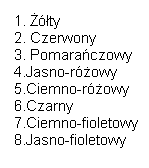 1. Żółty
2. Czerwony
3. Pomarańczowy
4.Jasno-różowy
5.Ciemno-różowy
6.Czarny
7.Ciemno-fioletowy
8.Jasno-fioletowy